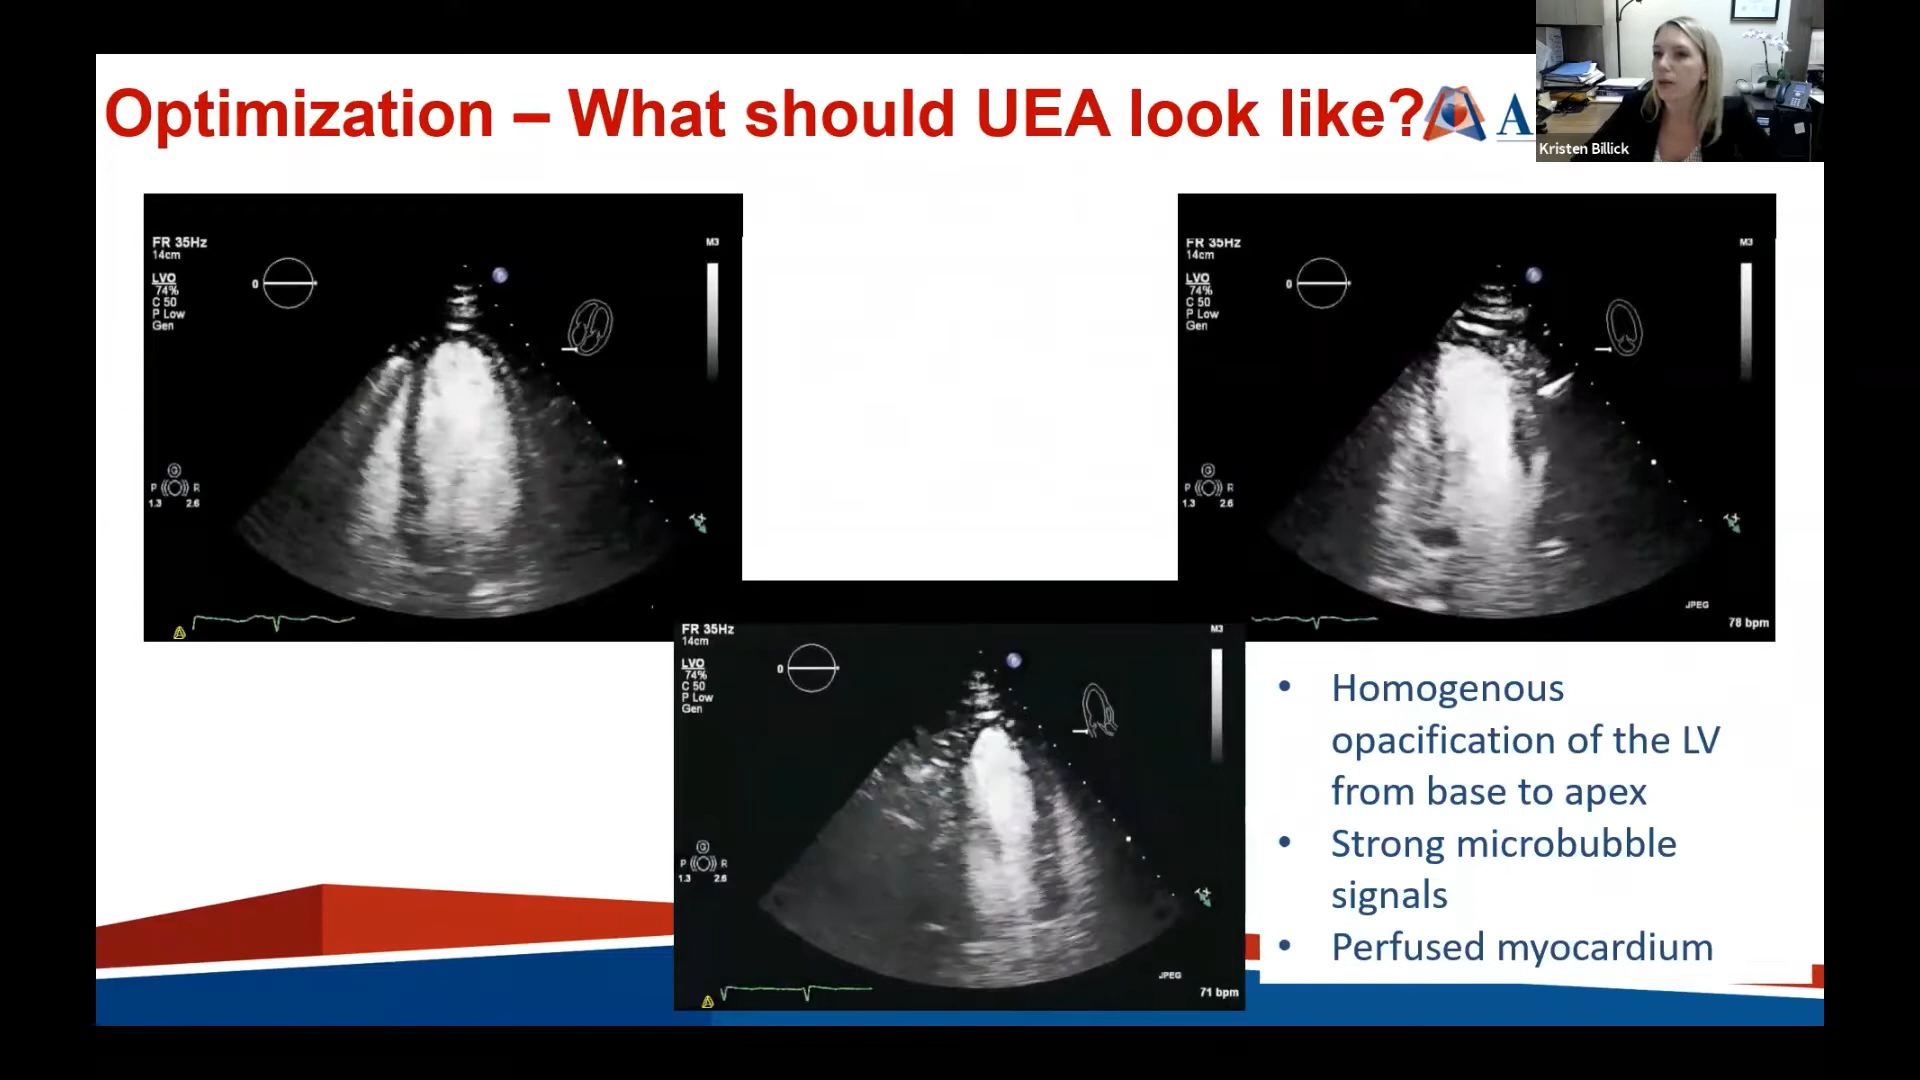 Optimization – What should UEA look like?
A
Kristen Billick
FR 35Hz
14cm
LVO
74%
C 50
P Low
Gen
0
M3
G
P R
1.3 2.6
FR 35Hz
14cm
LVO
74%
C 50
P Low
Gen
0
M3
G
P R
1.3 2.6
JPEG
78 bpm
FR 35Hz
14cm
LVO
74%
C 50
P Low
Gen
0
M3
G
P R
1.3 2.6
JPEG
71 bpm
• Homogenous
opacification of the LV
from base to apex
• Strong microbubble
signals
• Perfused myocardium